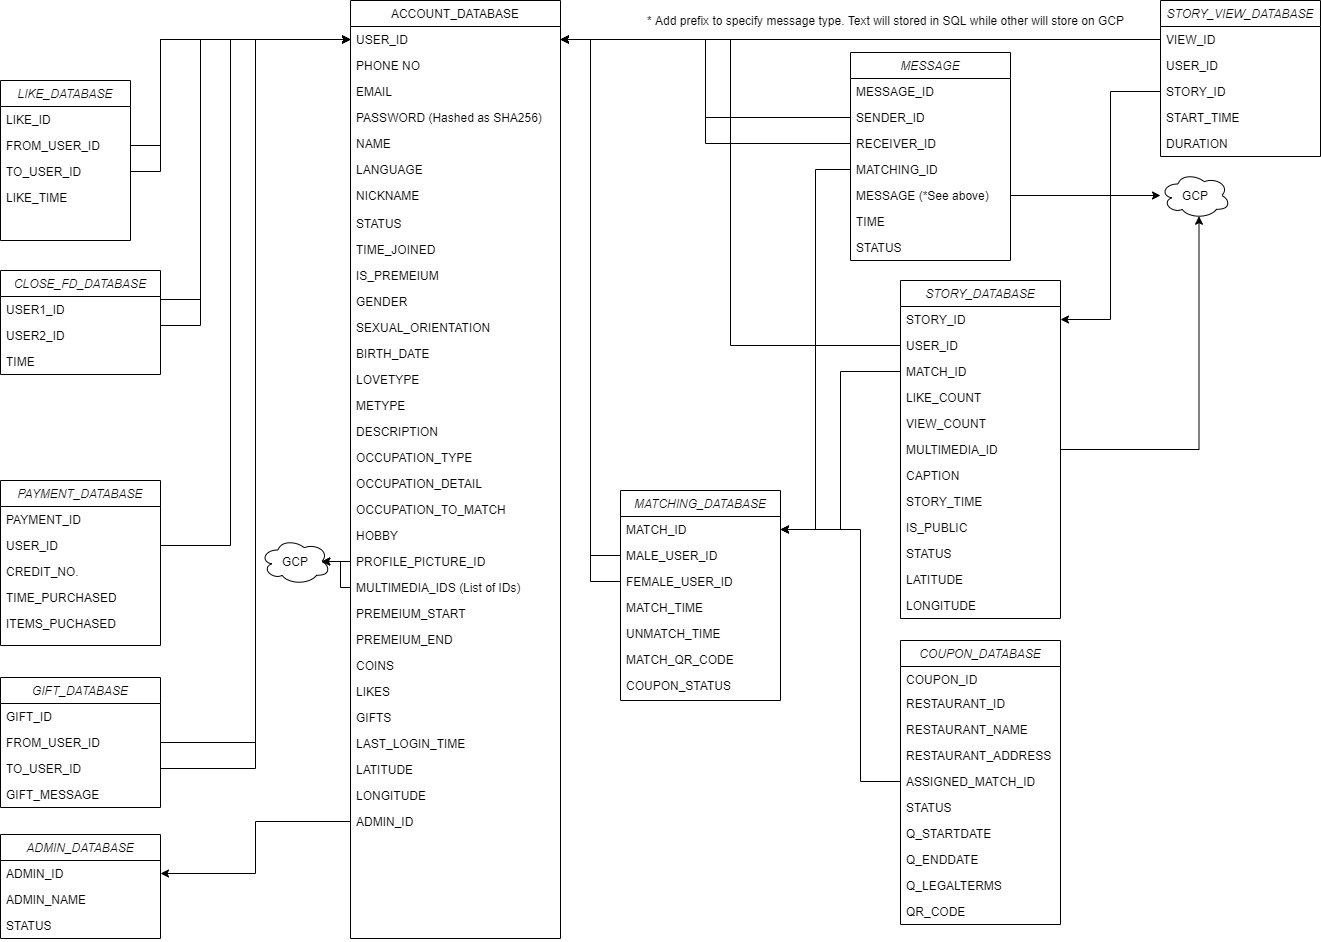 ACCOUNT_DATABASE
USER_ID
PHONE NO
EMAIL
PASSWORD (Hashed as SHA256)
NAME
LANGUAGE
NICKNAME
STATUS
TIME_JOINED
IS_PREMEIUM
GENDER
SEXUAL_ORIENTATION
BIRTH_DATE
LOVETYPE
METYPE
DESCRIPTION
OCCUPATION_TYPE
OCCUPATION_DETAIL
OCCUPATION_TO_MATCH
HOBBY
PROFILE_PICTURE_ID
MULTIMEDIA_IDS (List of IDs)
PREMEIUM_START
PREMEIUM_END
COINS
LIKES
GIFTS
LAST_LOGIN_TIME
LATITUDE
LONGITUDE
ADMIN_ID
LIKE_DATABASE
LIKE_ID
FROM_USER_ID
TO_USER_ID
LIKE_TIME
CLOSE_FD_DATABASE
USER1_ID
USER2_ID
TIME
PAYMENT_DATABASE
PAYMENT_ID
USER_ID
CREDIT_NO.
TIME_PURCHASED
ITEMS_PUCHASED
GCP
GIFT_DATABASE
GIFT_ID
FROM_USER_ID
TO_USER_ID
GIFT_MESSAGE
ADMIN_DATABASE
ADMIN_ID
ADMIN_NAME
STATUS
* Add prefix to specify message type. Text will stored in SQL while other will store on GCP
MESSAGE
MESSAGE_ID
SENDER_ID
RECEIVER_ID
MATCHING_ID
MESSAGE (*See above)
TIME
STATUS
STORY_VIEW_DATABASE
VIEW_ID
USER_ID
STORY_ID
START_TIME
DURATION
GCP
STORY_DATABASE
STORY_ID
USER_ID
MATCH_ID
LIKE_COUNT
VIEW_COUNT
MULTIMEDIA_ID
CAPTION
STORY_TIME
IS_PUBLIC
STATUS
LATITUDE
LONGITUDE
MATCHING_DATABASE
MATCH_ID
MALE_USER_ID
FEMALE_USER_ID
MATCH_TIME
UNMATCH_TIME
MATCH_QR_CODE
COUPON_STATUS
COUPON_DATABASE
COUPON_ID
RESTAURANT_ID
RESTAURANT_NAME
RESTAURANT_ADDRESS
ASSIGNED_MATCH_ID
STATUS
Q_STARTDATE
Q_ENDDATE
Q_LEGALTERMS
QR_CODE